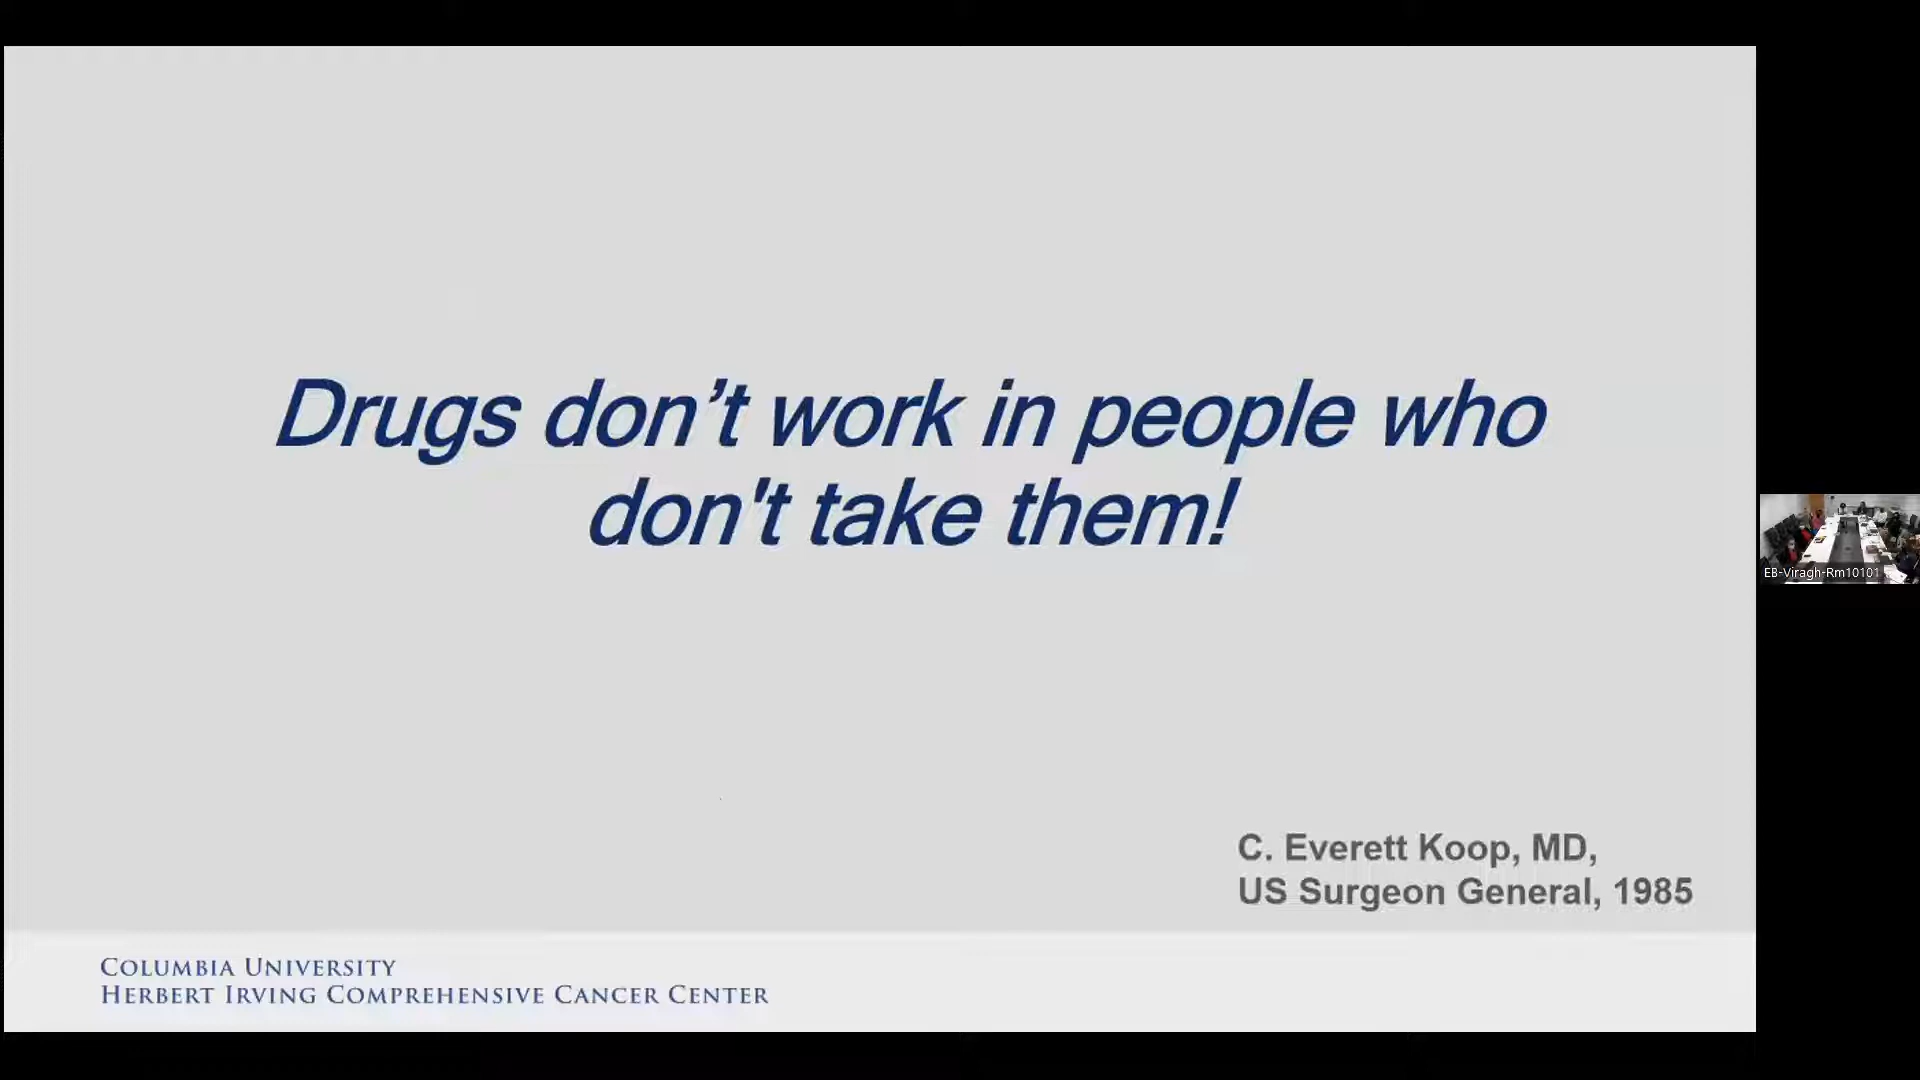 Drugs don’t work in people who
don't take them!
C. Everett Koop, MD,
US Surgeon General, 1985
COLUMBIA UNIVERSITY
HERBERT IRVING COMPREHENSIVE CANCER CENTER
EB-Viragh-Rm10101